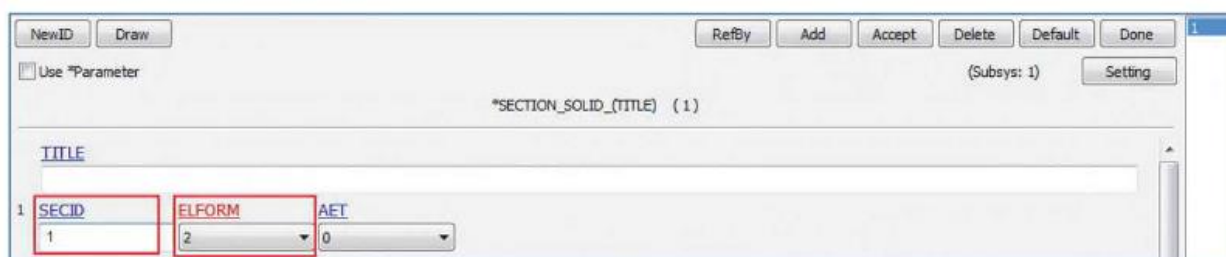 NewID Draw RefBy Add Accept Delete Default Done 1
Use *Parameter (Subsys: 1) Setting
*SECTION_SOLID_(TITLE) (1)
TITLE
1 SECID ELFORM AET
1 2 0